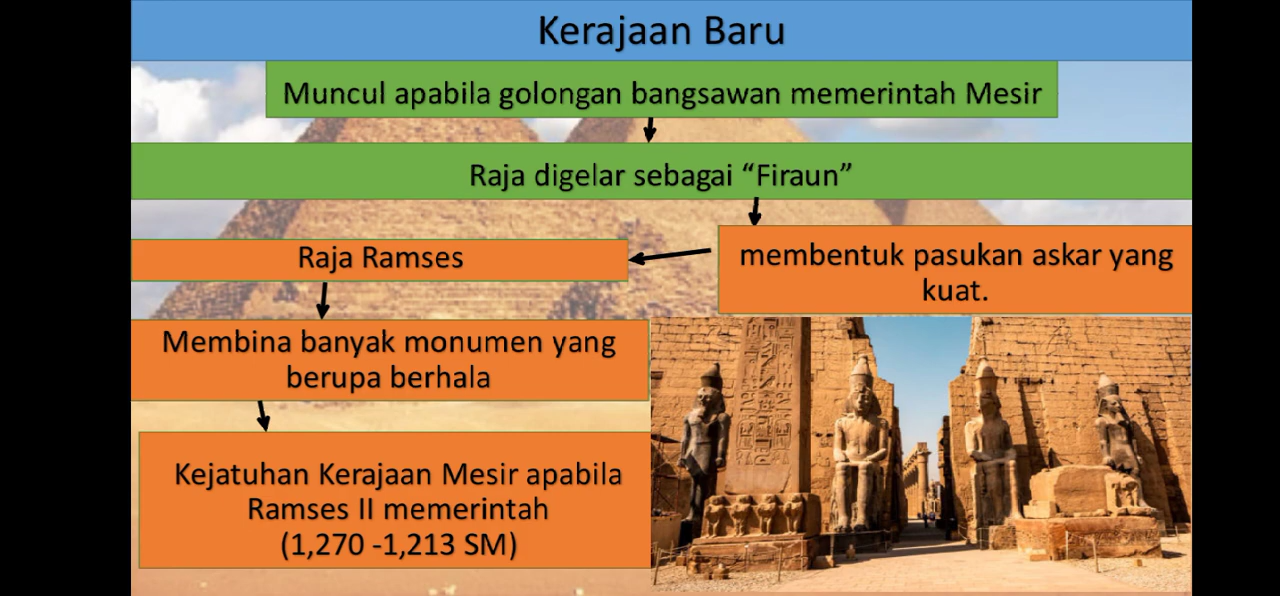 Kerajaan Baru
Muncul apabila golongan bangsawan memerintah Mesir
Raja digelar sebagai “Firaun”
membentuk pasukan askar yang
kuat.
Raja Ramses
Membina banyak monumen yang
berupa berhala
Kejatuhan Kerajaan Mesir apabila
Ramses II memerintah
(1,270 -1,213 SM)